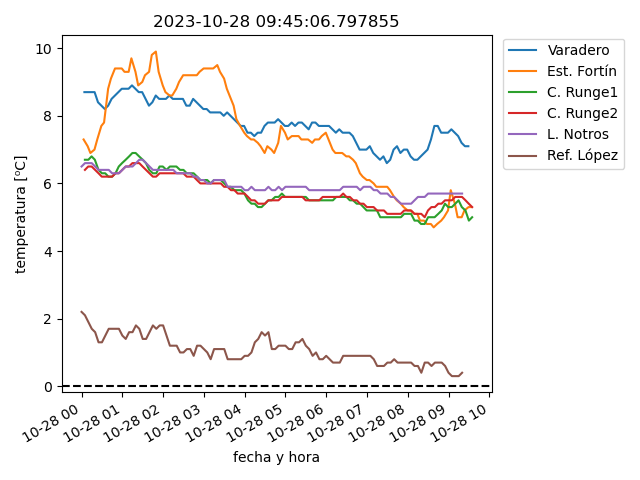 2023-10-28 09:45:06.797855
temperatura [ºC]
10
8
6
4
2
0
10-28 00
10-28 01
10-28 02
10-28 03
10-28 04
10-28 05
10-28 06
10-28 07
10-28 08
10-28 09
10-28 10
fecha y hora
Varadero
Est. Fortín
C. Runge1
C. Runge2
L. Notros
Ref. López